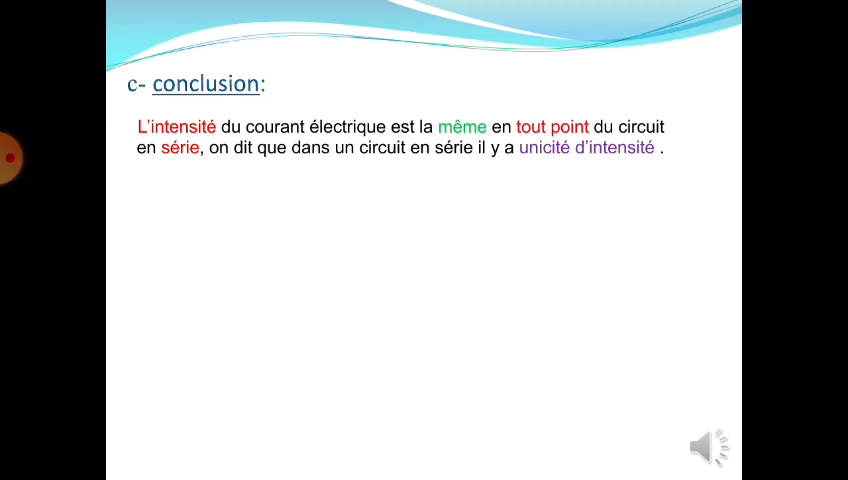 c- conclusion:
L’intensité du courant électrique est la même en tout point du circuit
en série, on dit que dans un circuit en série il y a unicité d’intensité .